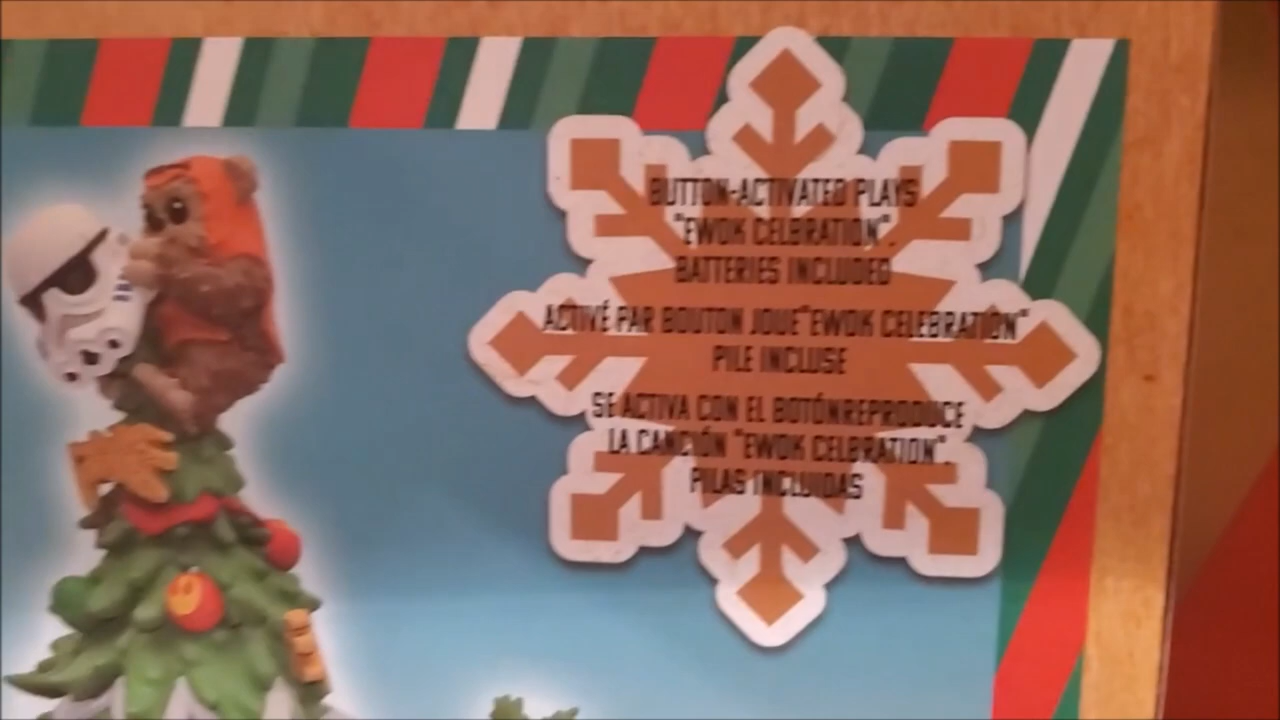 BUTTON-ACTIVATED PLAYS
"EWOK CELBRATION".
BATTERIES INCLUDED
ACTIVÉ PAR BOUTON JOUE"EWOK CELEBRATION"
PILE INCLUSE
SE ACTIVA CON EL BOTÓNREPRODUCE
LA CANCIÓN "EWOK CELBRATION".
PILAS INCLUIDAS